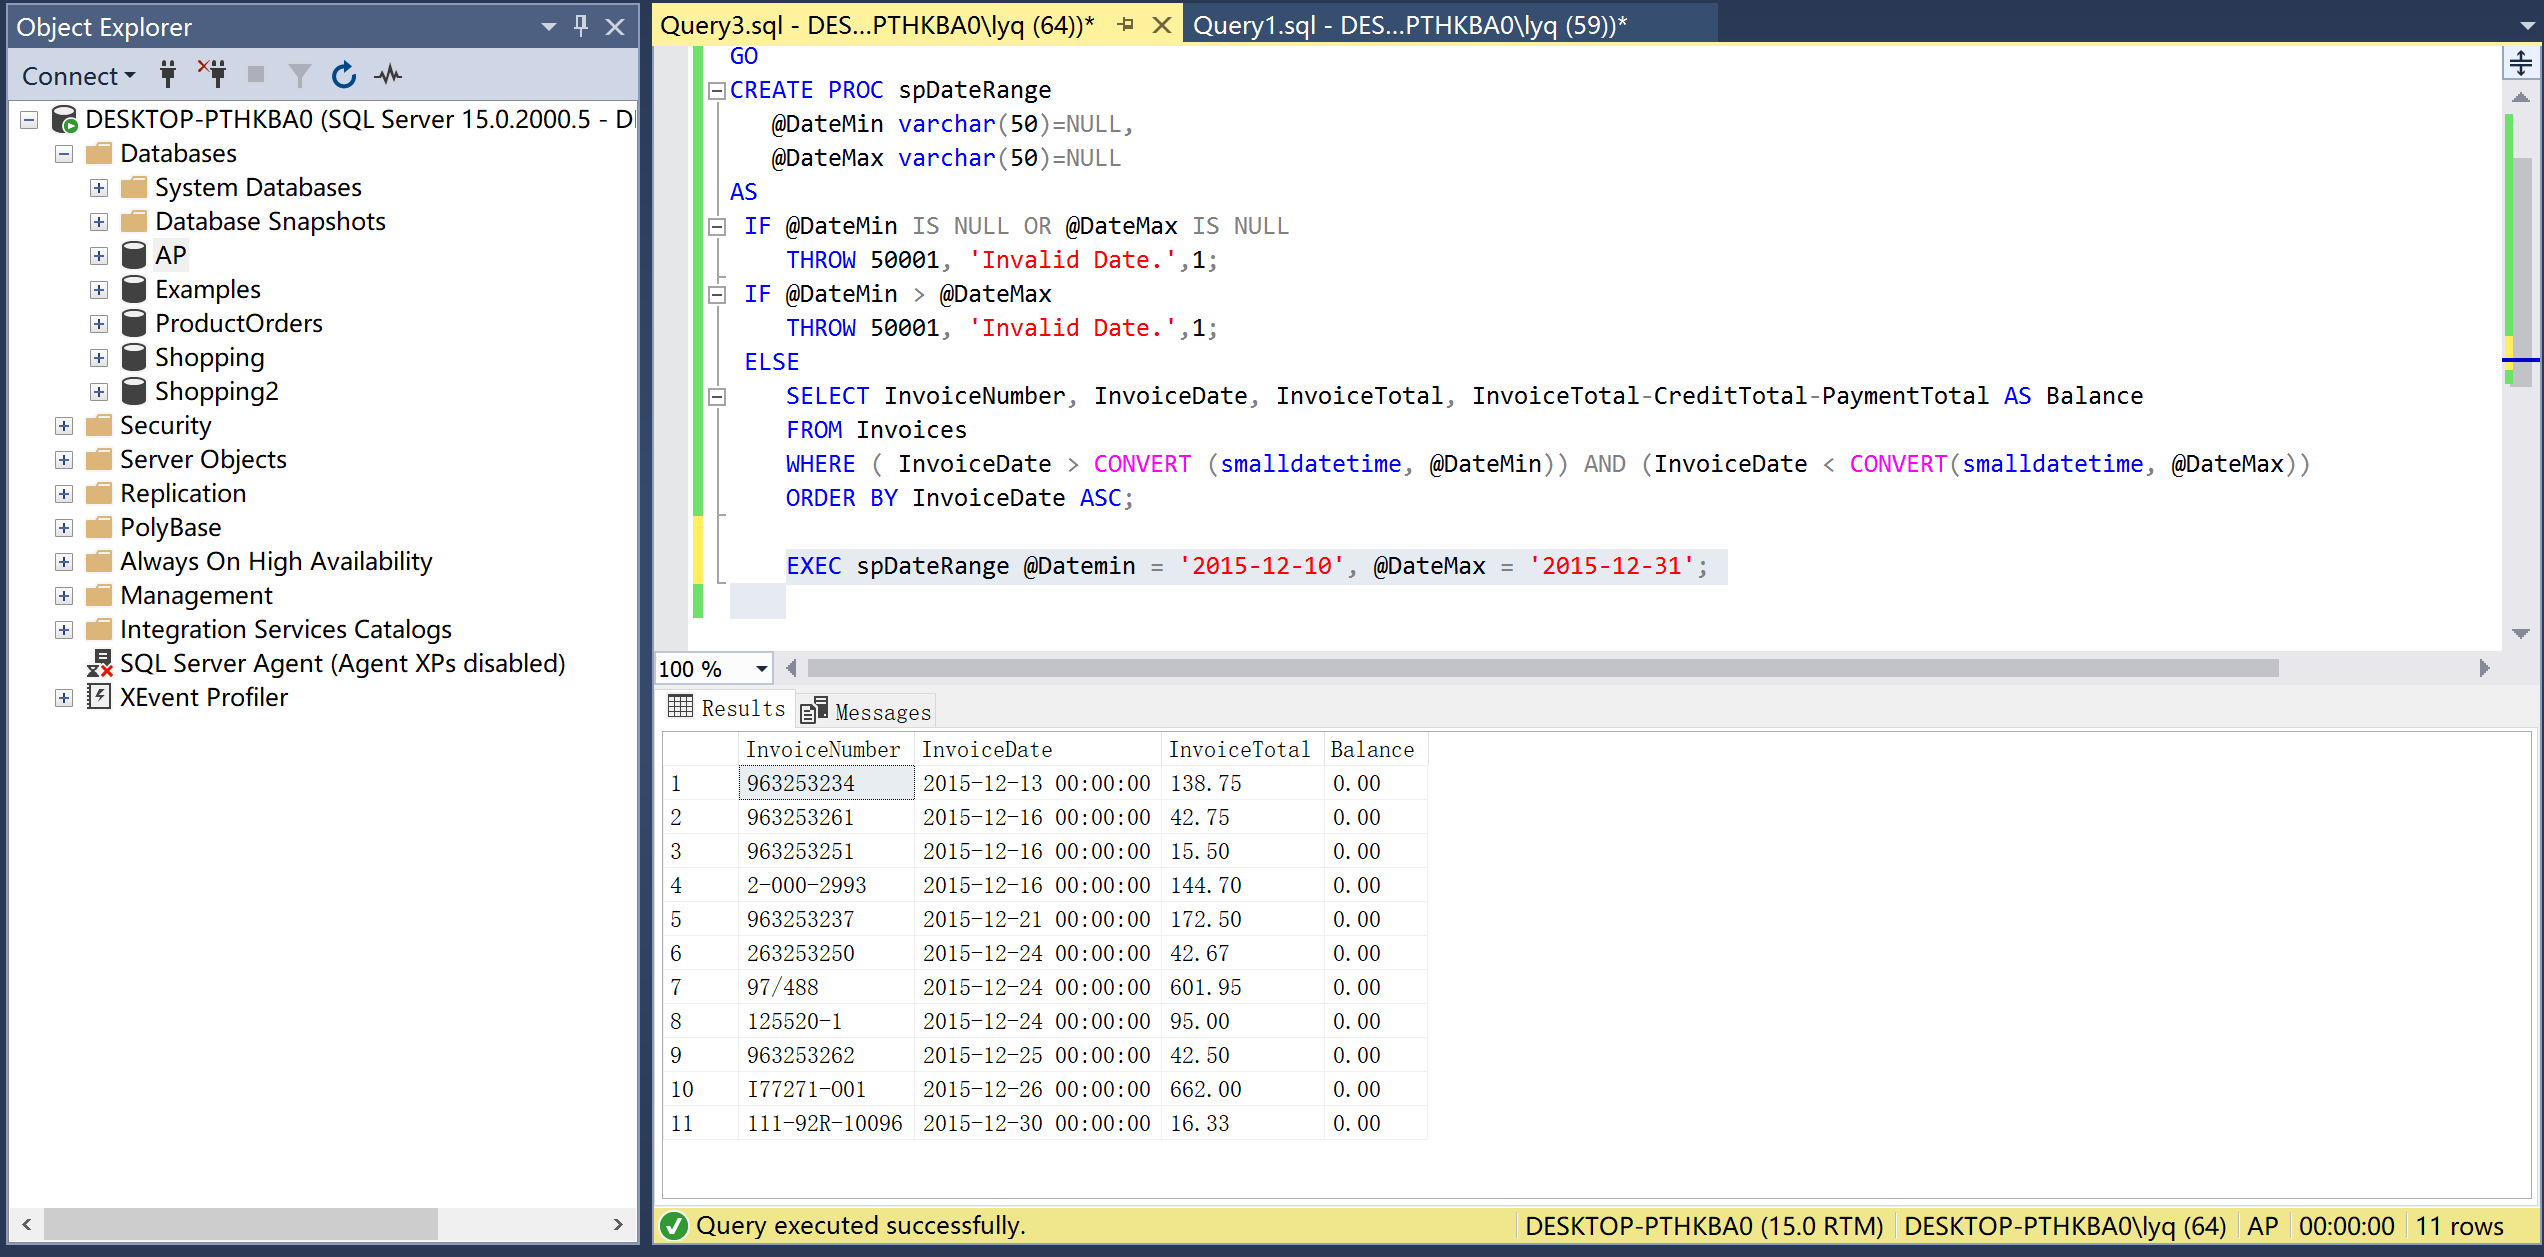 Object Explorer
Connect
DESKTOP-PTHKBA0 (SQL Server 15.0.2000.5 - D
Databases
System Databases
Database Snapshots
AP
Examples
ProductOrders
Shopping
Shopping2
Security
Server Objects
Replication
PolyBase
Always On High Availability
Management
Integration Services Catalogs
SQL Server Agent (Agent XPs disabled)
XEvent Profiler
Query3.sql - DES...PTHKBA0\lyq (64))* Query1.sql - DES...PTHKBA0\lyq (59))*
GO
CREATE PROC spDateRange
@DateMin varchar(50)=NULL,
@DateMax varchar(50)=NULL
AS
IF @DateMin IS NULL OR @DateMax IS NULL
THROW 50001, 'Invalid Date.',1;
IF @DateMin > @DateMax
THROW 50001, 'Invalid Date.',1;
ELSE
SELECT InvoiceNumber, InvoiceDate, InvoiceTotal, InvoiceTotal-CreditTotal-PaymentTotal AS Balance
FROM Invoices
WHERE ( InvoiceDate > CONVERT (smalldatetime, @DateMin)) AND (InvoiceDate < CONVERT(smalldatetime, @DateMax))
ORDER BY InvoiceDate ASC;
EXEC spDateRange @Datemin = '2015-12-10', @DateMax = '2015-12-31';
100 %
Results Messages
InvoiceNumber InvoiceDate InvoiceTotal Balance
1 963253234 2015-12-13 00:00:00 138.75 0.00
2 963253261 2015-12-16 00:00:00 42.75 0.00
3 963253251 2015-12-16 00:00:00 15.50 0.00
4 2-000-2993 2015-12-16 00:00:00 144.70 0.00
5 963253237 2015-12-21 00:00:00 172.50 0.00
6 263253250 2015-12-24 00:00:00 42.67 0.00
7 97/488 2015-12-24 00:00:00 601.95 0.00
8 125520-1 2015-12-24 00:00:00 95.00 0.00
9 963253262 2015-12-25 00:00:00 42.50 0.00
10 I77271-O01 2015-12-26 00:00:00 662.00 0.00
11 111-92R-10096 2015-12-30 00:00:00 16.33 0.00
Query executed successfully. DESKTOP-PTHKBA0 (15.0 RTM) DESKTOP-PTHKBA0\lyq (64) AP 00:00:00 11 rows